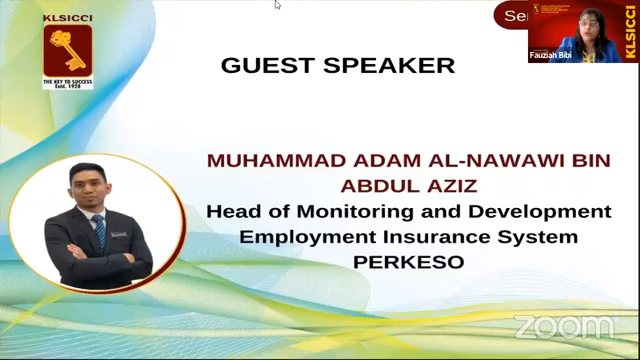 KLSICCI
THE KEY TO SUCCESS
Estd. 1928
GUEST SPEAKER
Se
Fauziah Bibi
KLSICCI
MUHAMMAD ADAM AL-NAWAWI BIN
ABDUL AZIZ
Head of Monitoring and Development
Employment Insurance System
PERKESO
zoom